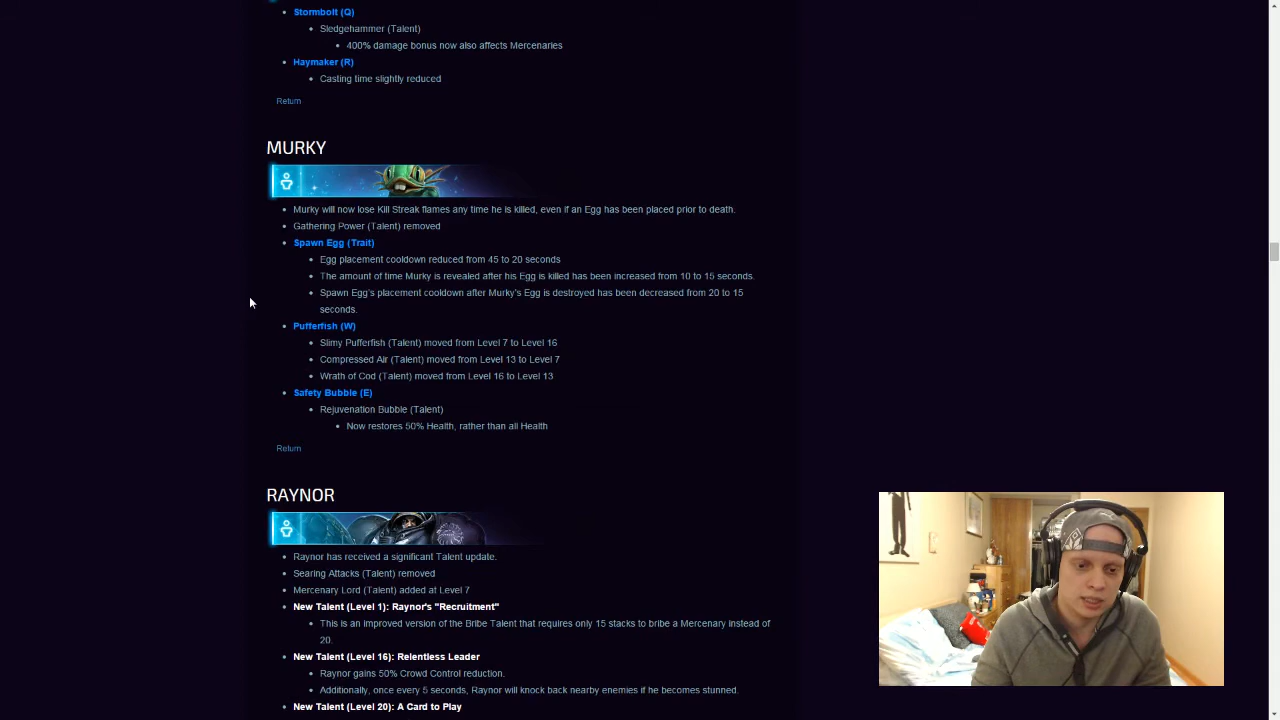 Stormbolt (Q)
Sledgehammer (Talent)
400% damage bonus now also affects Mercenaries
Haymaker (R)
Casting time slightly reduced
Return
MURKY
Murky will now lose Kill Streak flames any time he is killed, even if an Egg has been placed prior to death.
Gathering Power (Talent) removed
Spawn Egg (Trait)
Egg placement cooldown reduced from 45 to 20 seconds
The amount of time Murky is revealed after his Egg is killed has been increased from 10 to 15 seconds.
Spawn Egg's placement cooldown after Murky's Egg is destroyed has been decreased from 20 to 15
seconds.
Pufferfish (W)
Slimy Pufferfish (Talent) moved from Level 7 to Level 16
Compressed Air (Talent) moved from Level 13 to Level 7
Wrath of Cod (Talent) moved from Level 16 to Level 13
Safety Bubble (E)
Rejuvenation Bubble (Talent)
Now restores 50% Health, rather than all Health
Return
RAYNOR
Raynor has received a significant Talent update.
Searing Attacks (Talent) removed
Mercenary Lord (Talent) added at Level 7
New Talent (Level 1): Raynor's "Recruitment"
This is an improved version of the Bribe Talent that requires only 15 stacks to bribe a Mercenary instead of
20.
New Talent (Level 16): Relentless Leader
Raynor gains 50% Crowd Control reduction.
Additionally, once every 5 seconds, Raynor will knock back nearby enemies if he becomes stunned.
New Talent (Level 20): A Card to Play